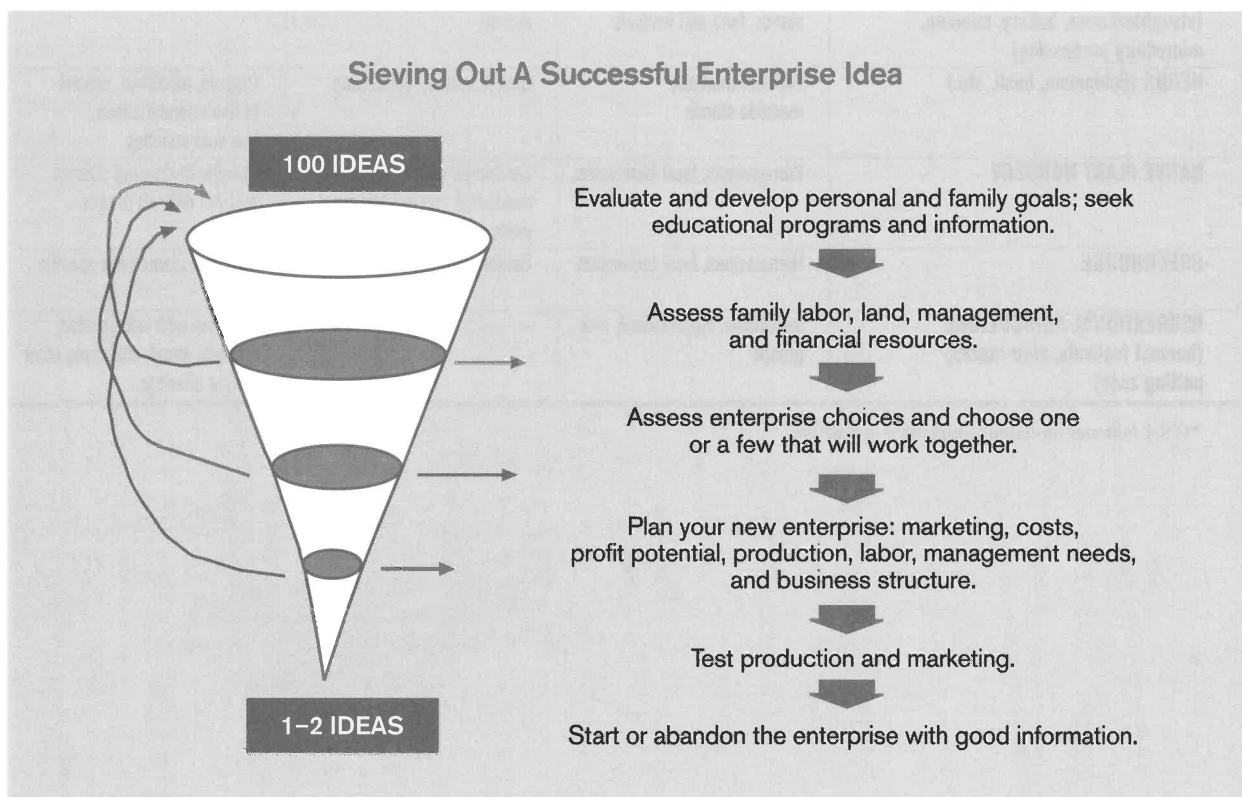 Sieving Out A Successful Enterprise Idea
100 IDEAS
Evaluate and develop personal and family goals; seek
educational programs and information.
Assess family labor, land, management,
and financial resources.
Assess enterprise choices and choose one
or a few that will work together.
Plan your new enterprise: marketing, costs,
profit potential, production, labor, management needs,
and business structure.
Test production and marketing.
1–2 IDEAS
Start or abandon the enterprise with good information.